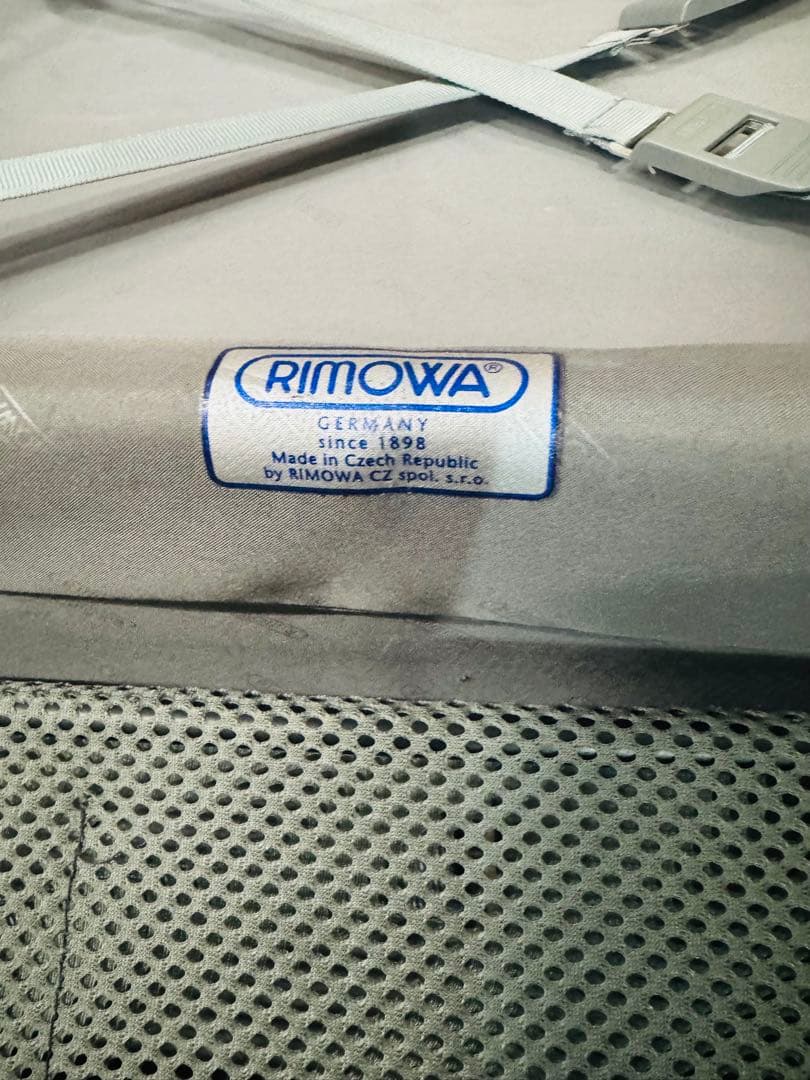 RIMOWA®
GERMANY
since 1898
Made in Czech Republic
by RIMOWA CZ spol. s.r.o.